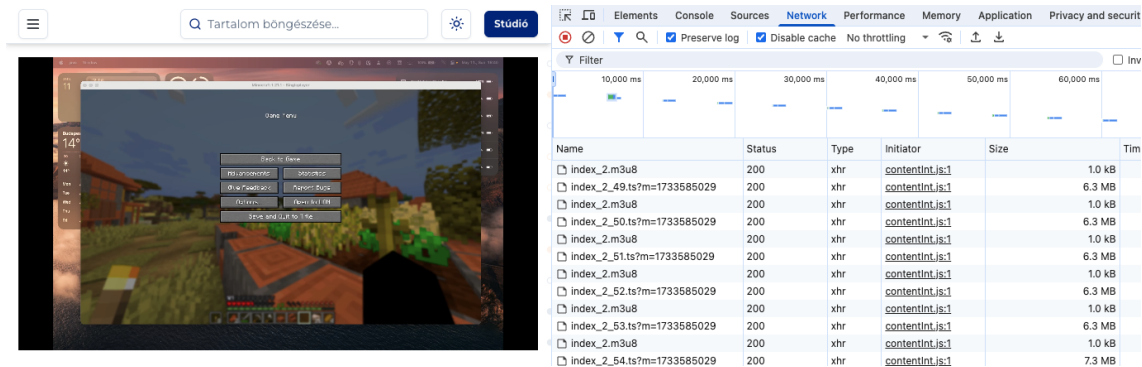 Tartalom böngészése...
Stúdió
Game Menu
Back to Game
Advancements
Statistics
Give Feedback
Report Bugs
Options...
Open to LAN
Save and Quit to Title
14°
Elements
Console
Sources
Network
Performance
Memory
Application
Privacy and securit
Preserve log
Disable cache
No throttling
Filter
Inv
10,000 ms
20,000 ms
30,000 ms
40,000 ms
50,000 ms
60,000 ms
Name Status Type Initiator Size Tim
index_2.m3u8 200 xhr contentInt.js:1 1.0 kB
index_2_49.ts?m=1733585029 200 xhr contentInt.js:1 6.3 MB
index_2.m3u8 200 xhr contentInt.js:1 1.0 kB
index_2_50.ts?m=1733585029 200 xhr contentInt.js:1 6.3 MB
index_2.m3u8 200 xhr contentInt.js:1 1.0 kB
index_2_51.ts?m=1733585029 200 xhr contentInt.js:1 6.3 MB
index_2.m3u8 200 xhr contentInt.js:1 1.0 kB
index_2_52.ts?m=1733585029 200 xhr contentInt.js:1 6.3 MB
index_2.m3u8 200 xhr contentInt.js:1 1.0 kB
index_2_53.ts?m=1733585029 200 xhr contentInt.js:1 6.3 MB
index_2.m3u8 200 xhr contentInt.js:1 1.0 kB
index_2_54.ts?m=1733585029 200 xhr contentInt.js:1 7.3 MB